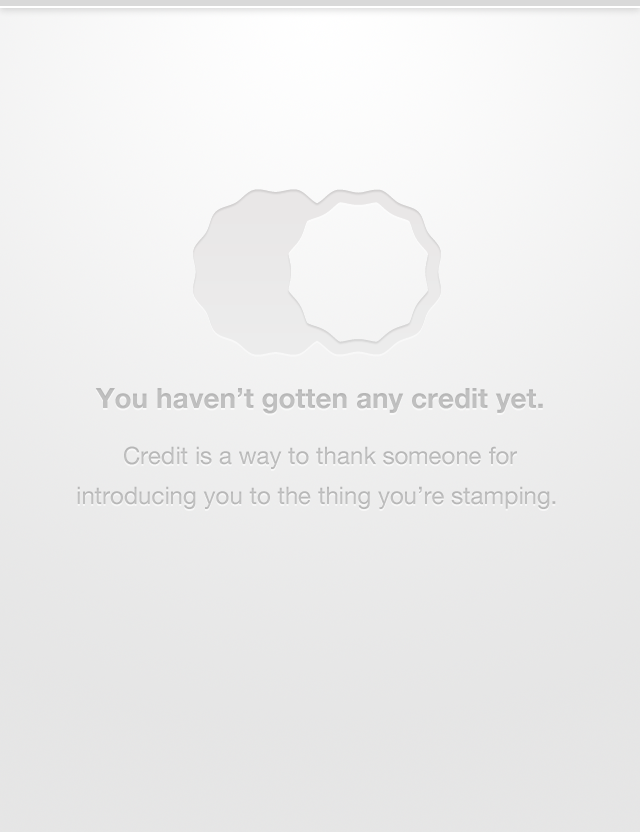 You haven’t gotten any credit yet.
Credit is a way to thank someone for
introducing you to the thing you’re stamping.